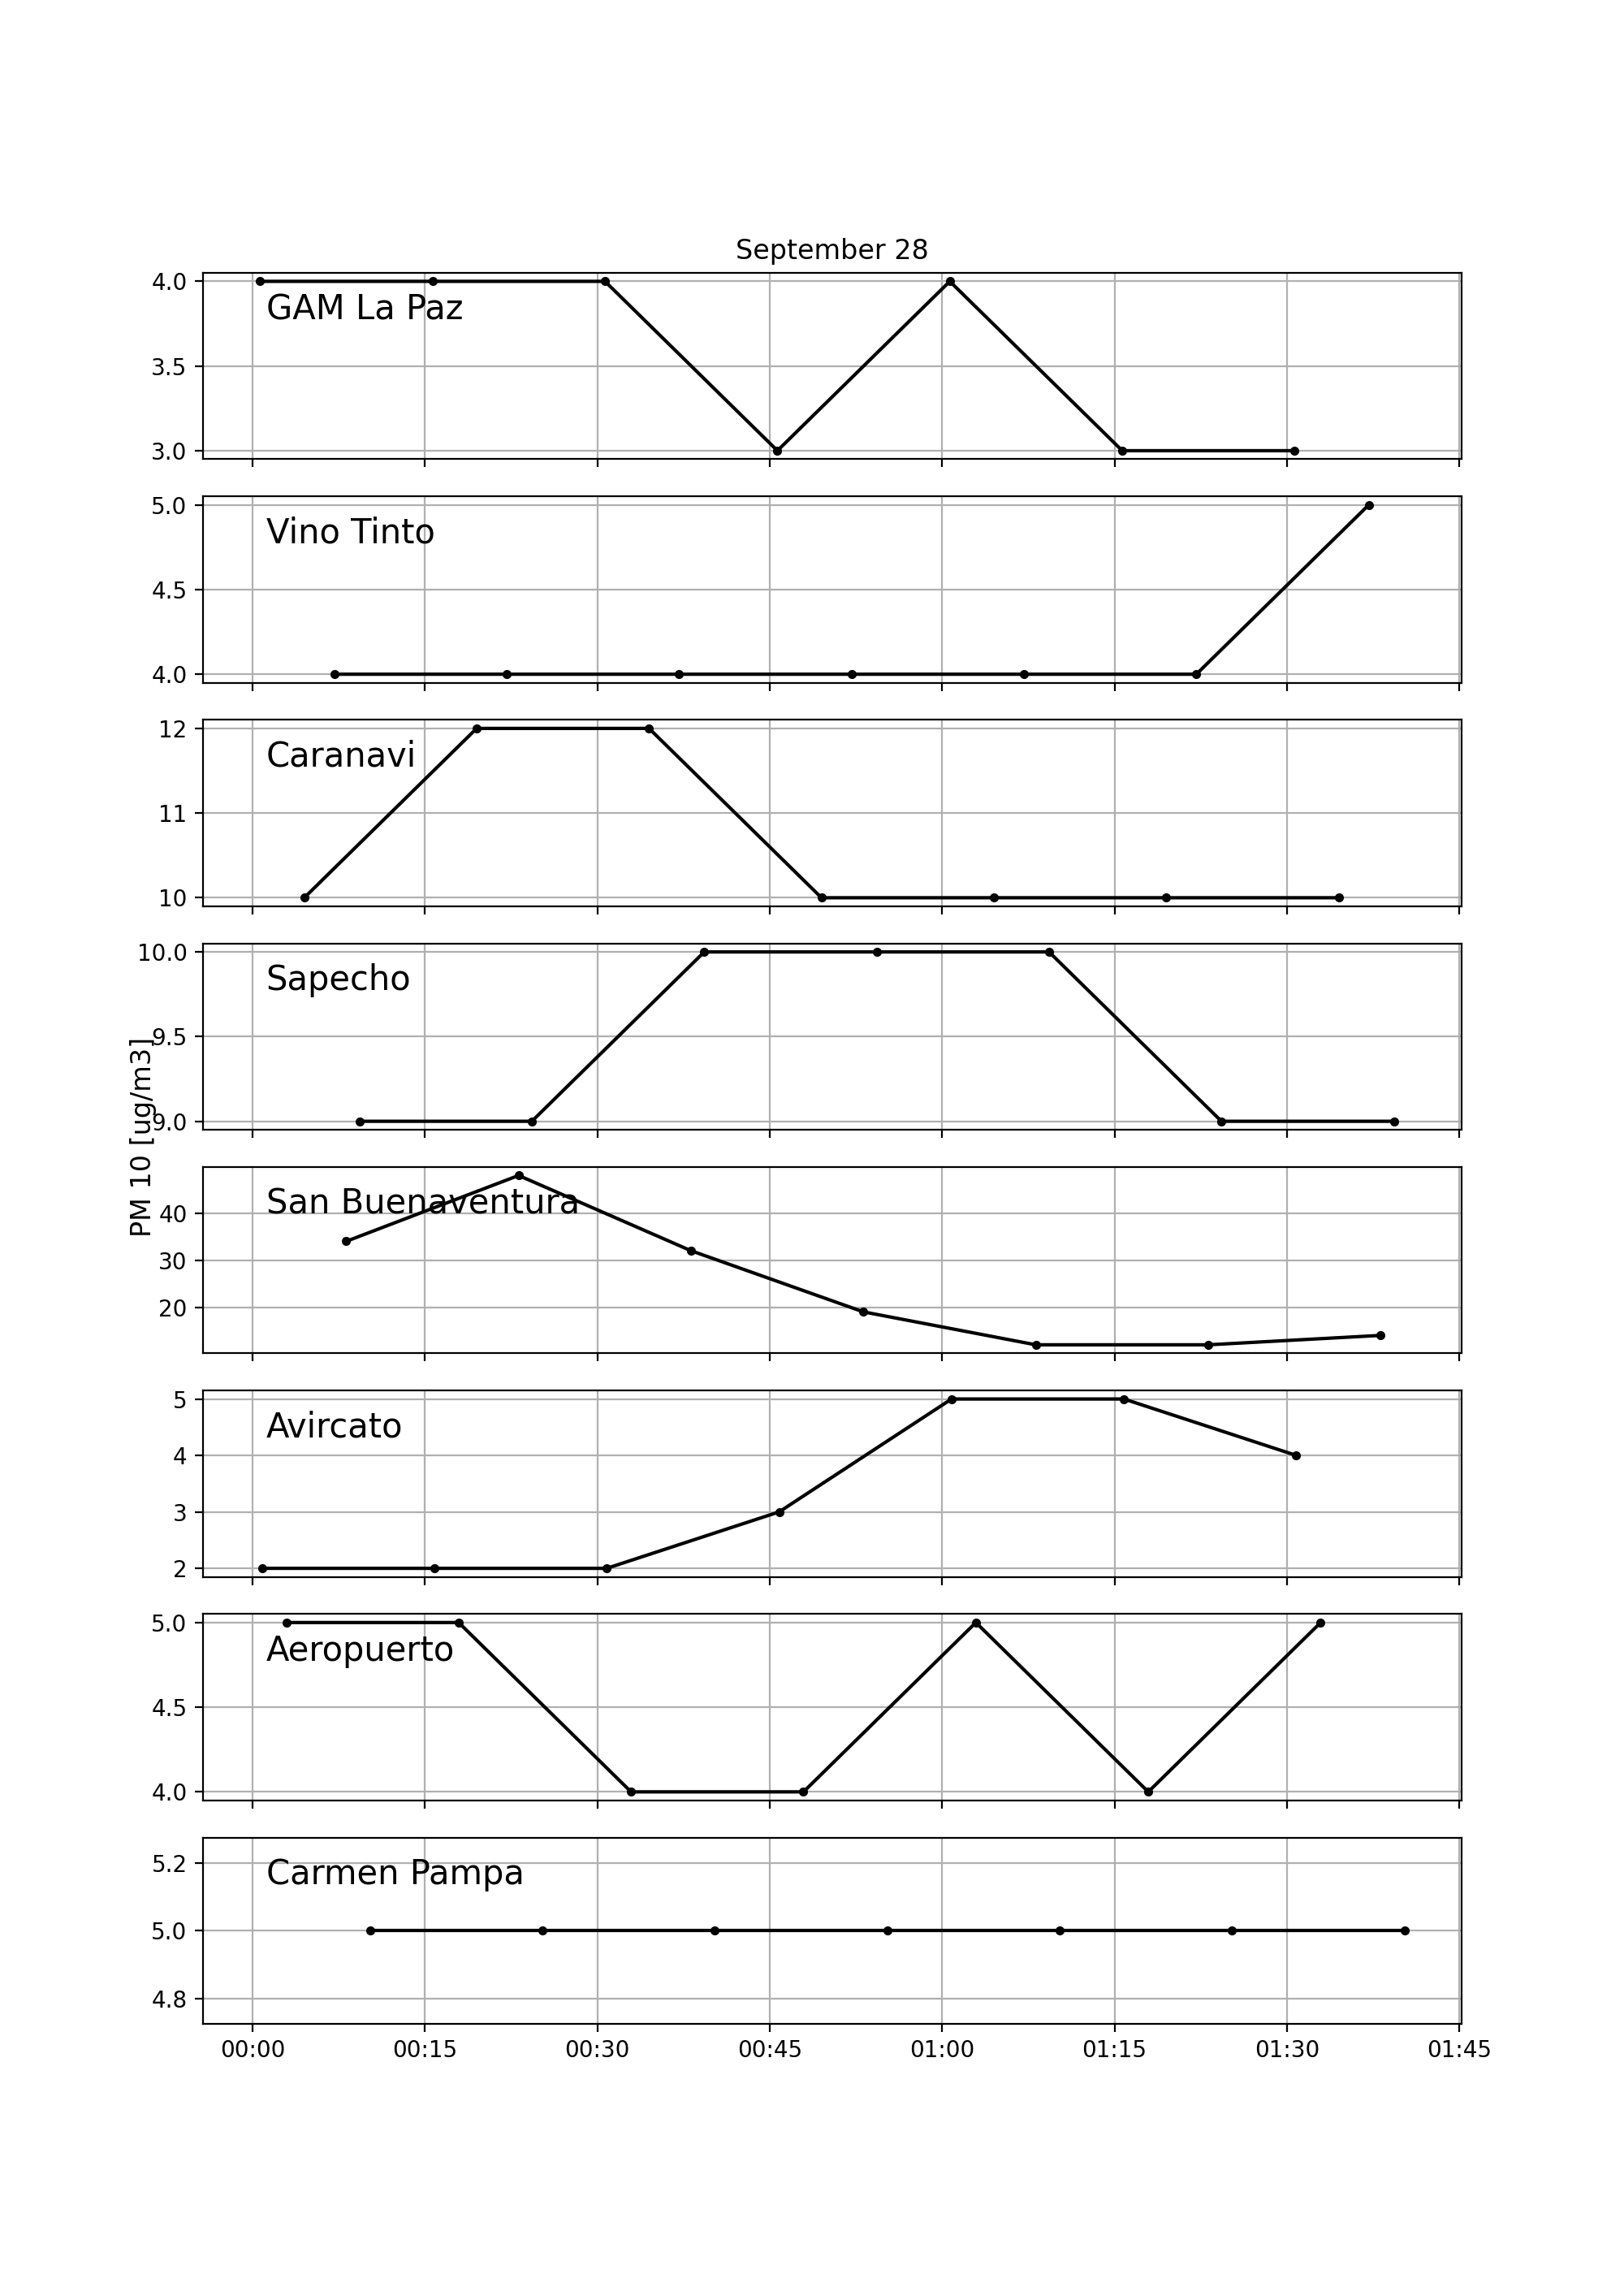 September 28
4.0
GAM La Paz
3.5
3.0
5.0
Vino Tinto
4.5
4.0
12
Caranavi
11
10
10.0
Sapecho
9.5
9.0
PM 10 [ug/m3]
San Buenaventura
40
30
20
5
Avircato
4
3
2
5.0
Aeropuerto
4.5
4.0
5.2
Carmen Pampa
5.0
4.8
00:00 00:15 00:30 00:45 01:00 01:15 01:30 01:45